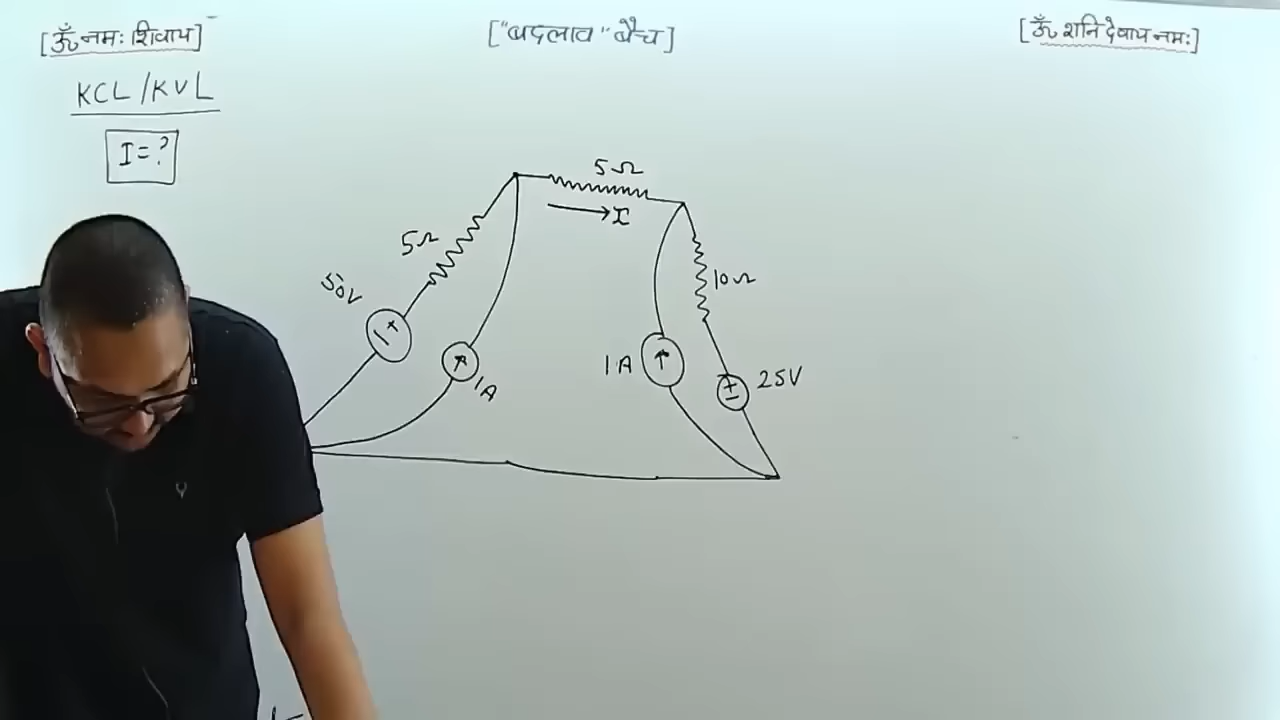 [ॐ नमः शिवाय]
["बदलाव" बैच]
[ॐ शनि देवाय नमः]
KCL/KVL
I=?
5Ω
I
5Ω
50V
10Ω
1A
1A
25V